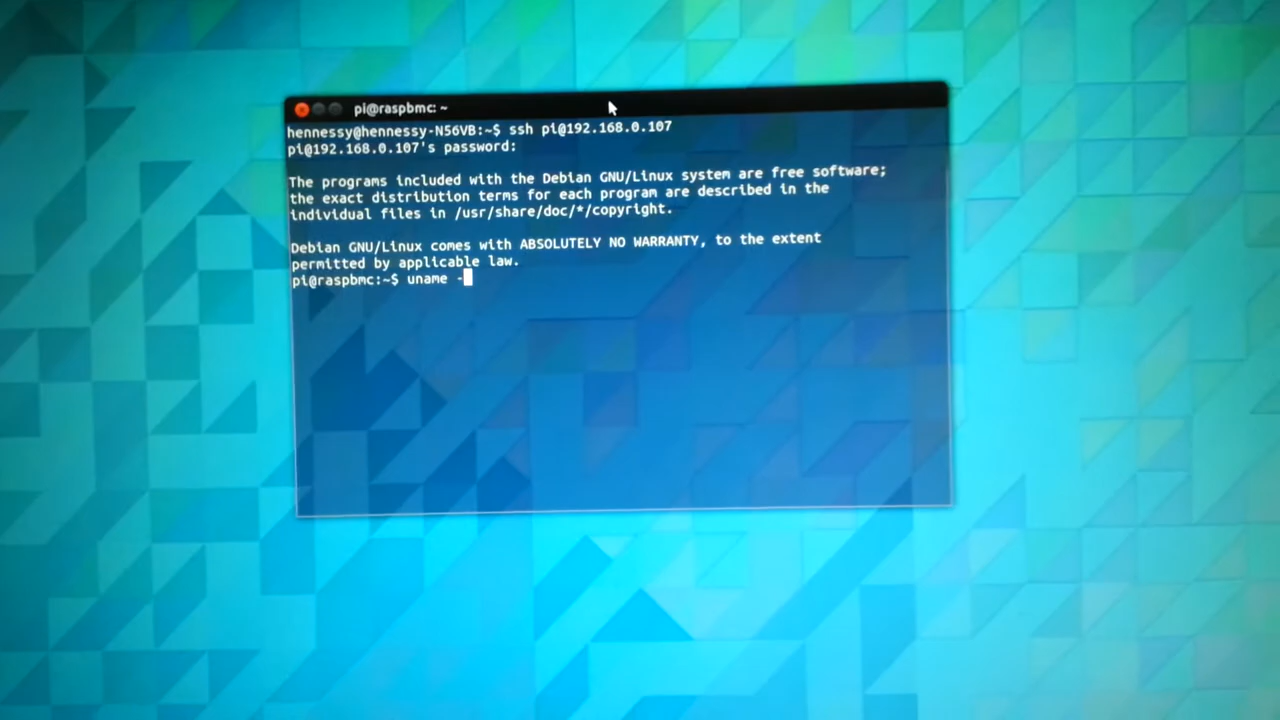 pi@raspbmc: ~
hennessy@hennessy-N56VB:~$ ssh pi@192.168.0.107
pi@192.168.0.107's password:
The programs included with the Debian GNU/Linux system are free software;
the exact distribution terms for each program are described in the
individual files in /usr/share/doc/*/copyright.
Debian GNU/Linux comes with ABSOLUTELY NO WARRANTY, to the extent
permitted by applicable law.
pi@raspbmc:~$ uname -